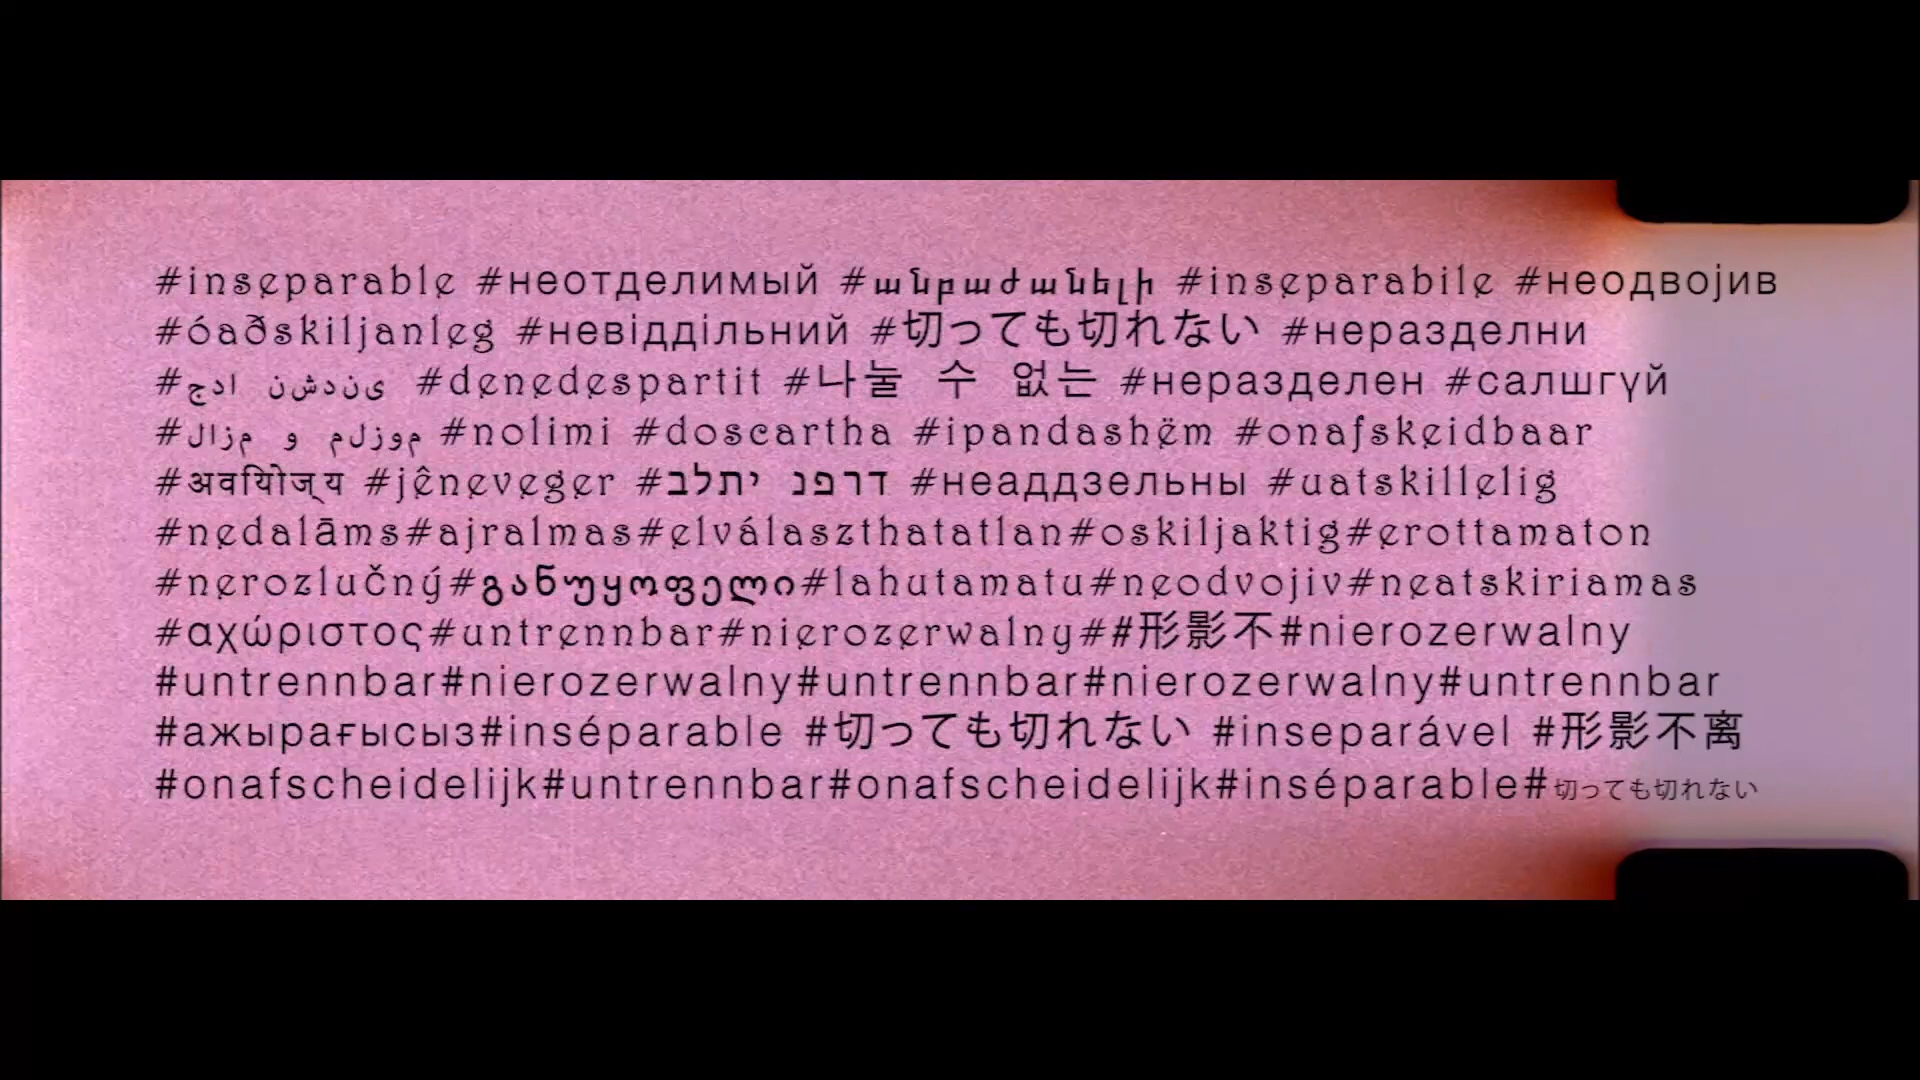 #inseparable #неотделимый #անբաժանելի #inseparabile #неодвојив
#óaðskiljanleg #невіддільний #切っても切れない #неразделни
#جدا نشدنی #denedespartit #나눌 수 없는 #неразделен #салшгүй
#لازم و ملزوم #nolimi #doscartha #ipandashëm #onafskeidbaar
#अवियोज्य #jêneveger #בלתי נפרד #неаддзельны #uatskillelig
#nedalāms#ajralmas#elválaszthatatlan#oskiljaktig#erottamaton
#nerozlučný#განუყოფელი#lahutamatu#neodvojiv#neatskiriamas
#αχώριστος#untrennbar#nierozerwalny##形影不#nierozerwalny
#untrennbar#nierozerwalny#untrennbar#nierozerwalny#untrennbar
#ажырағысыз#inséparable #切っても切れない #inseparável #形影不离
#onafscheidelijk#untrennbar#onafscheidelijk#inséparable#切っても切れない